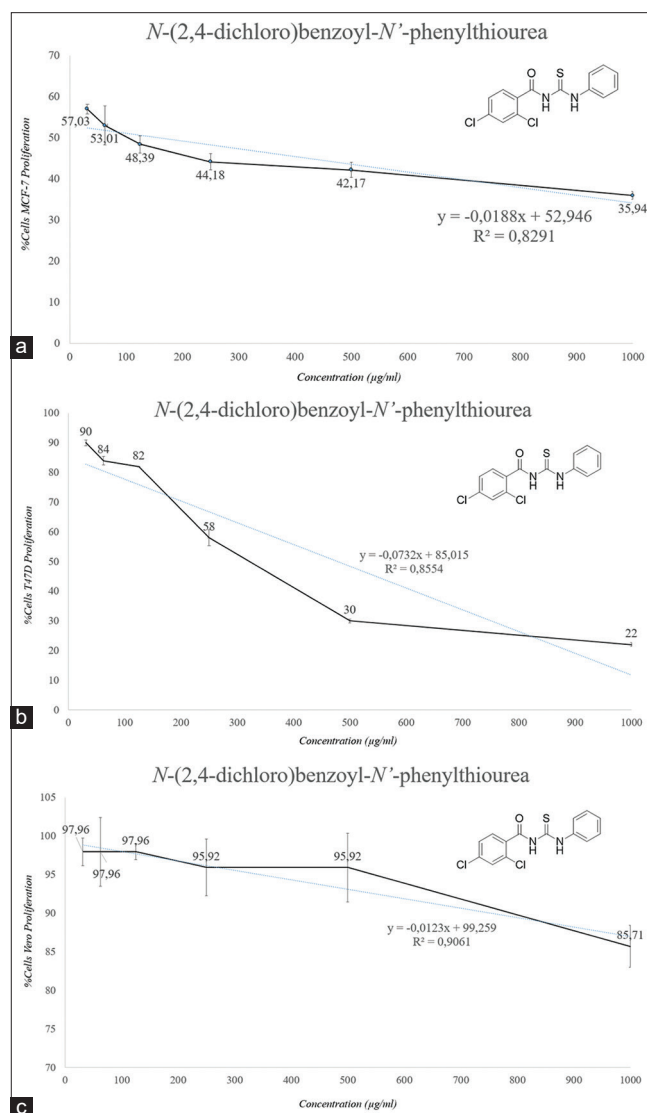 N-(2,4-dichloro)benzoyl-N’-phenylthiourea
70
60
50
40
30
20
10
0
%Cells MCF-7 Proliferation
57,03
53,01
48,39
44,18
42,17
35,94
O S
N H N H
Cl Cl
y = -0,0188x + 52,946
R² = 0,8291
a
0 100 200 300 400 500 600 700 800 900 1000
Concentration (µg/ml)
N-(2,4-dichloro)benzoyl-N’-phenylthiourea
100
90
80
70
60
50
40
30
20
10
0
%Cells T47D Proliferation
90
84
82
58
30
22
O S
N H N H
Cl Cl
y = -0,0732x + 85,015
R² = 0,8554
b
0 100 200 300 400 500 600 700 800 900 1000
Concentration (µg/ml)
N-(2,4-dichloro)benzoyl-N’-phenylthiourea
105
100
95
90
85
80
75
70
%Cells Vero Proliferation
97,96
97,96
97,96
95,92
95,92
85,71
O S
N H N H
Cl Cl
y = -0,0123x + 99,259
R² = 0,9061
0 100 200 300 400 500 600 700 800 900 1000
c
Concentration (µg/ml)